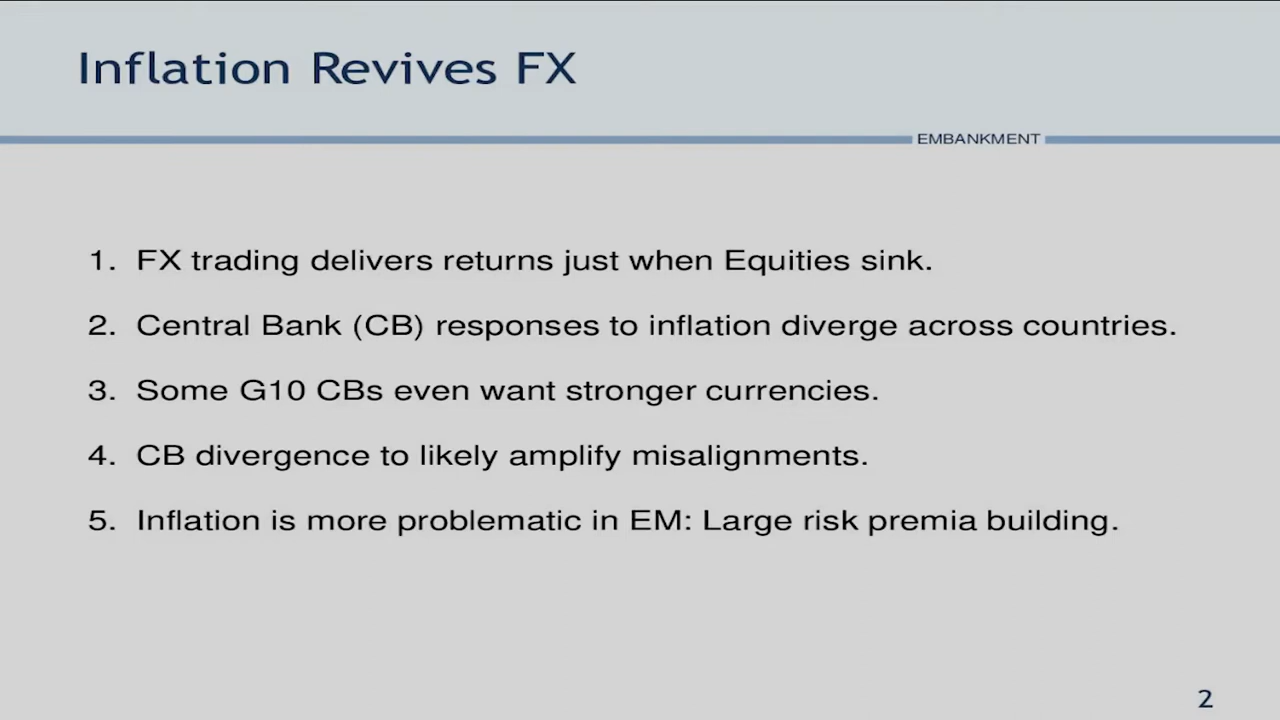 Inflation Revives FX
EMBANKMENT
1. FX trading delivers returns just when Equities sink.
2. Central Bank (CB) responses to inflation diverge across countries.
3. Some G10 CBs even want stronger currencies.
4. CB divergence to likely amplify misalignments.
5. Inflation is more problematic in EM: Large risk premia building.
2